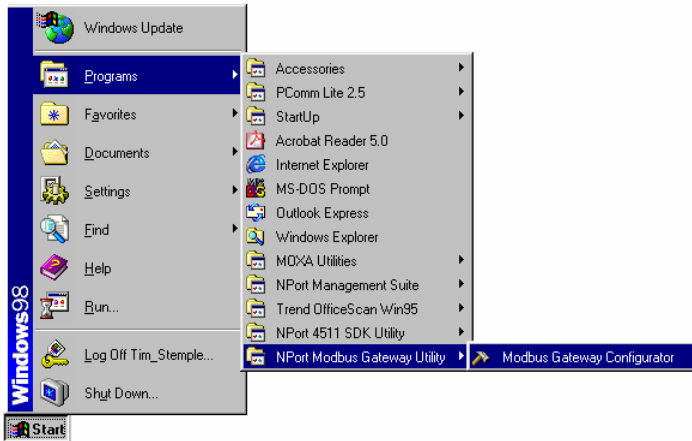 Windows Update
Programs
Favorites
Documents
Settings
Find
Help
Run...
Log Off Tim_Stemple...
Shut Down...
Windows98
Start
Accessories
PComm Lite 2.5
StartUp
Acrobat Reader 5.0
Internet Explorer
MS-DOS Prompt
Outlook Express
Windows Explorer
MOXA Utilities
NPort Management Suite
Trend OfficeScan Win95
NPort 4511 SDK Utility
NPort Modbus Gateway Utility
Modbus Gateway Configurator